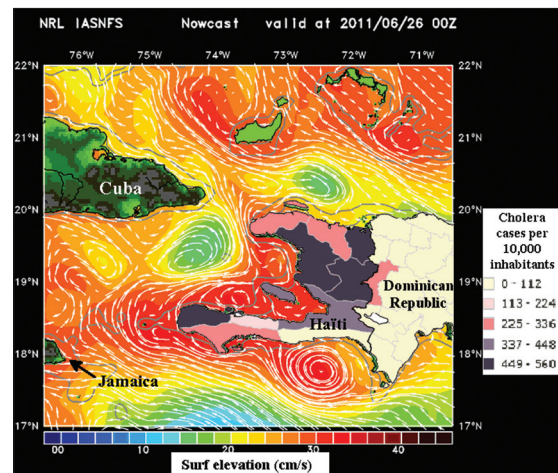 NRL IASNFS Nowcast valid at 2011/06/26 00Z
76°W 75°W 74°W 73°W 72°W 71°W
22°N 22°N
21°N 21°N
Cuba
20°N 20°N
Cholera
cases per
10,000
inhabitants
0 - 112
113 - 224
225 - 336
337 - 448
449 - 560
19°N 19°N
Dominican
Republic
Haïti
18°N 18°N
Jamaica
17°N 17°N
00 10 20 30 40
Surf elevation (cm/s)